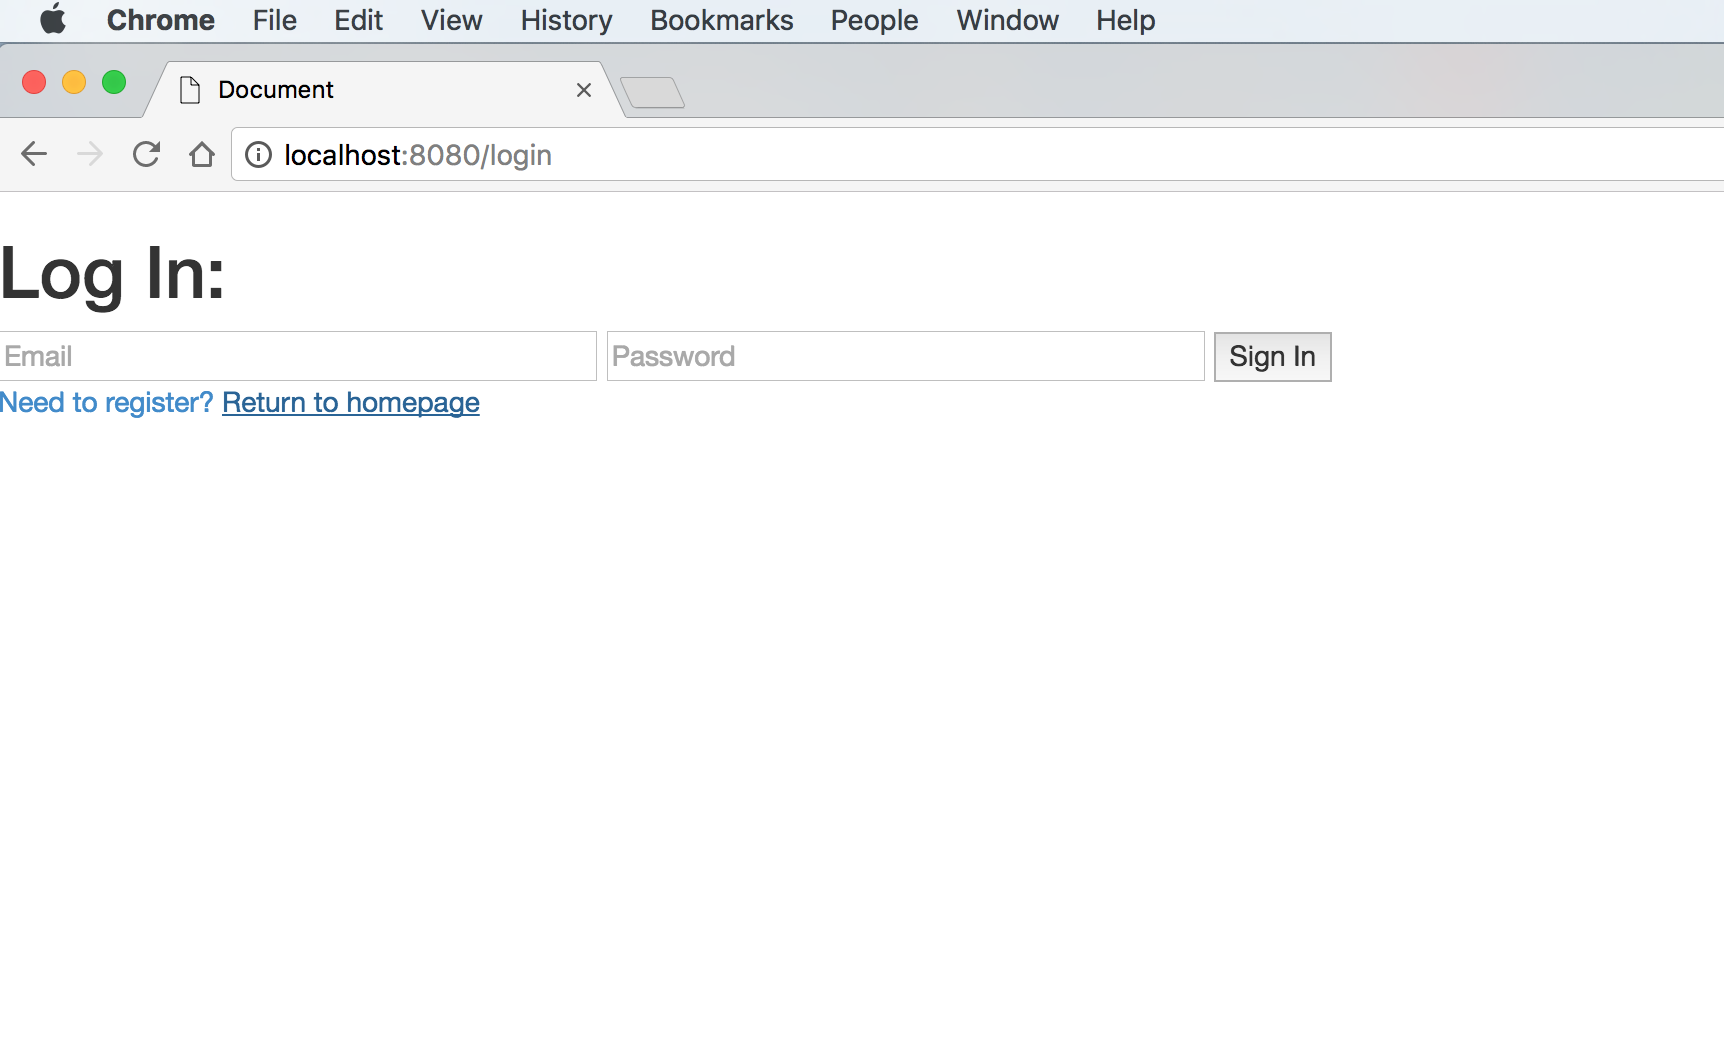 Chrome File Edit View History Bookmarks People Window Help
Document
localhost:8080/login
Log In:
Email Password Sign In
Need to register? Return to homepage